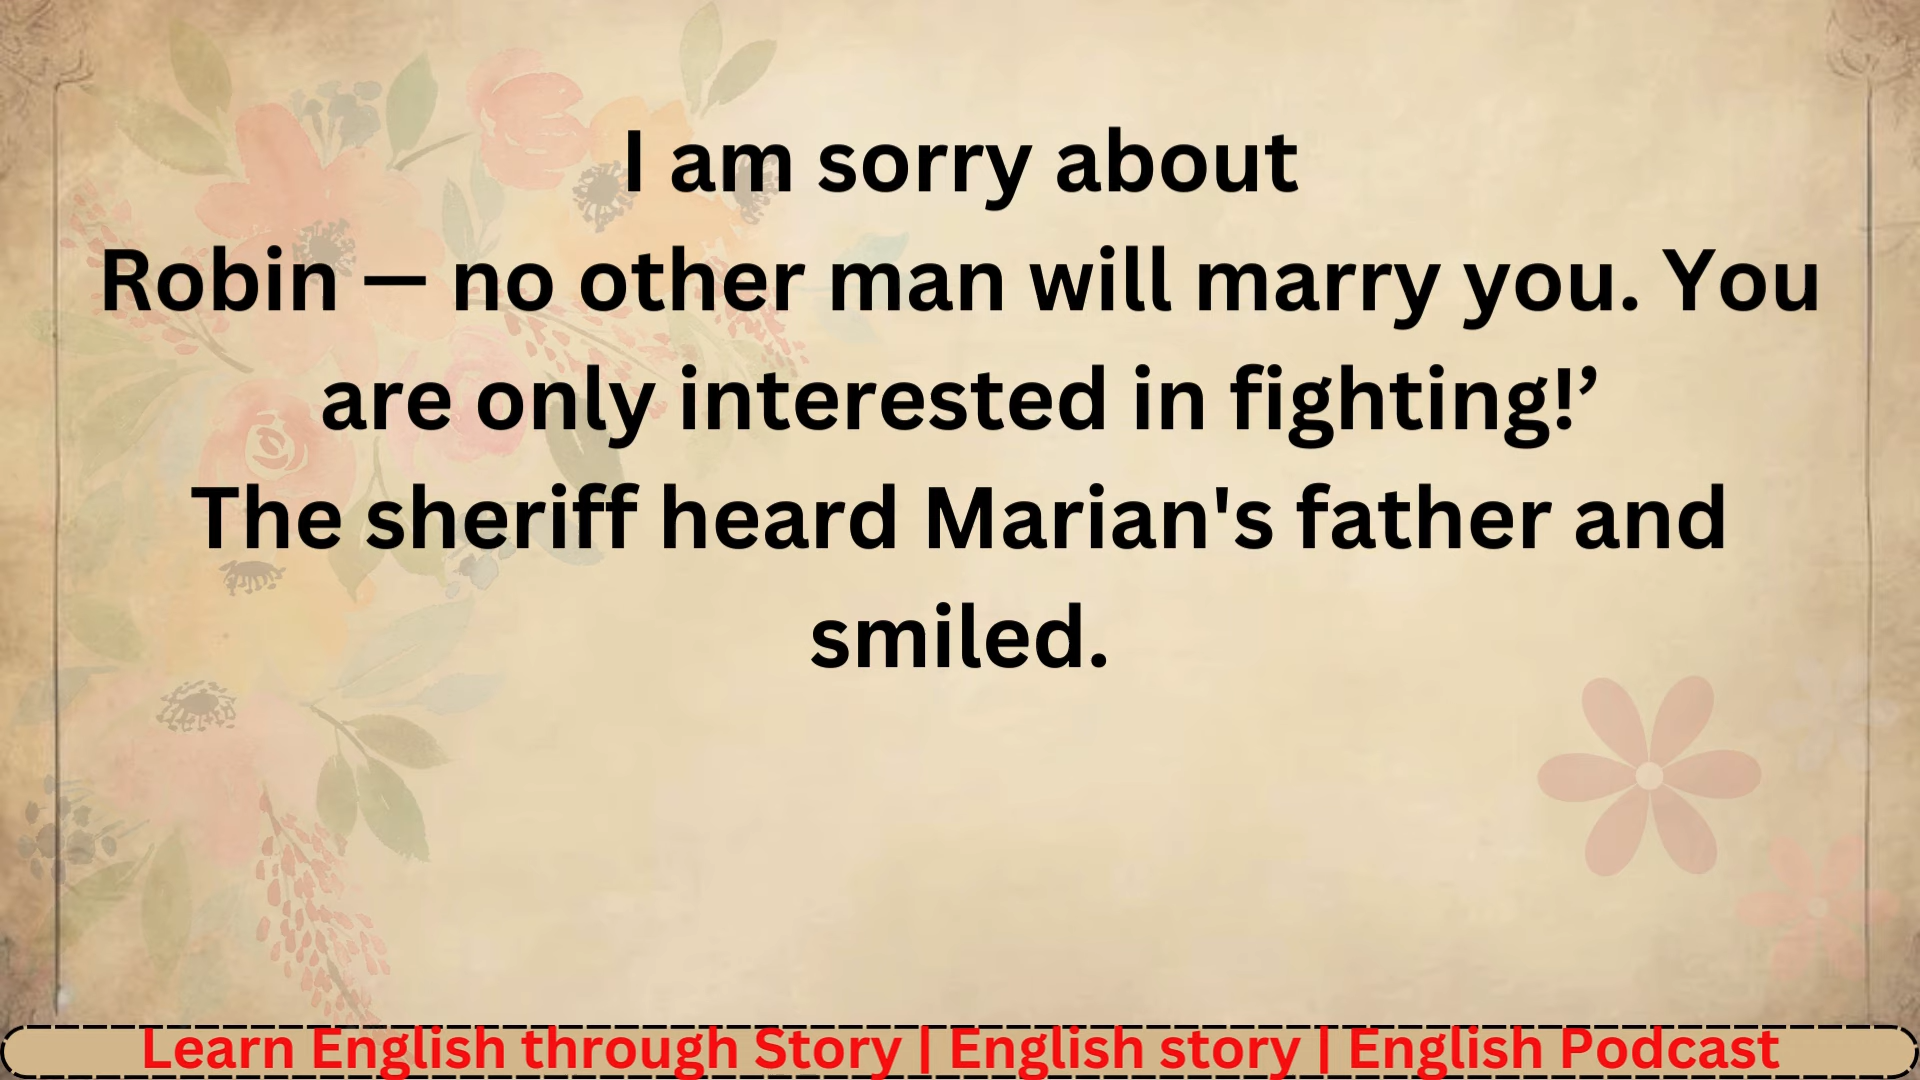 I am sorry about
Robin — no other man will marry you. You
are only interested in fighting!’
The sheriff heard Marian's father and
smiled.
Learn English through Story | English story | English Podcast